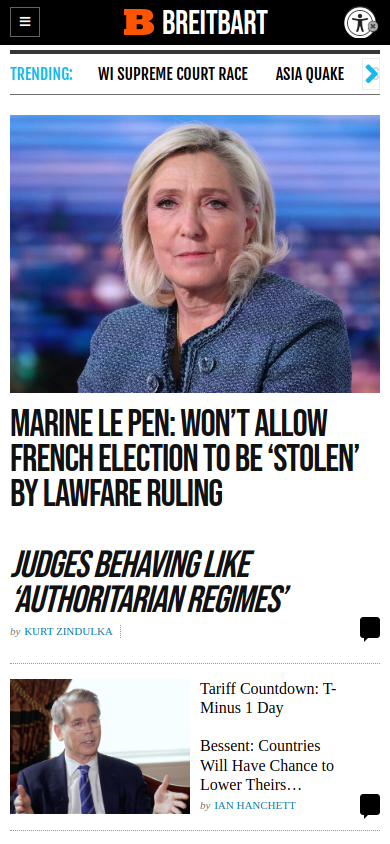 BREITBART
TRENDING:
WI SUPREME COURT RACE
ASIA QUAKE
MARINE LE PEN: WON’T ALLOW
FRENCH ELECTION TO BE ‘STOLEN’
BY LAWFARE RULING
JUDGES BEHAVING LIKE
‘AUTHORITARIAN REGIMES’
by KURT ZINDULKA
Tariff Countdown: T-
Minus 1 Day
Bessent: Countries
Will Have Chance to
Lower Theirs…
by IAN HANCHETT